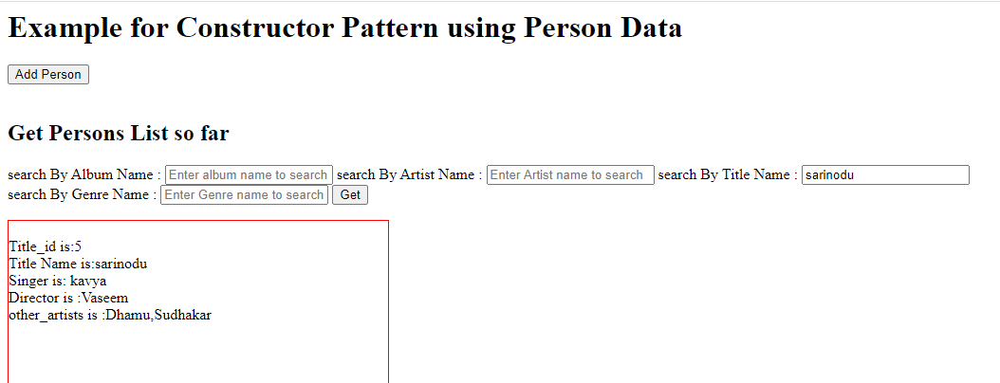 Example for Constructor Pattern using Person Data
Add Person
Get Persons List so far
search By Album Name : Enter album name to search search By Artist Name : Enter Artist name to search search By Title Name : sarinodu
search By Genre Name : Enter Genre name to search Get
Title_id is:5
Title Name is:sarinodu
Singer is: kavya
Director is :Vaseem
other_artists is :Dhamu,Sudhakar